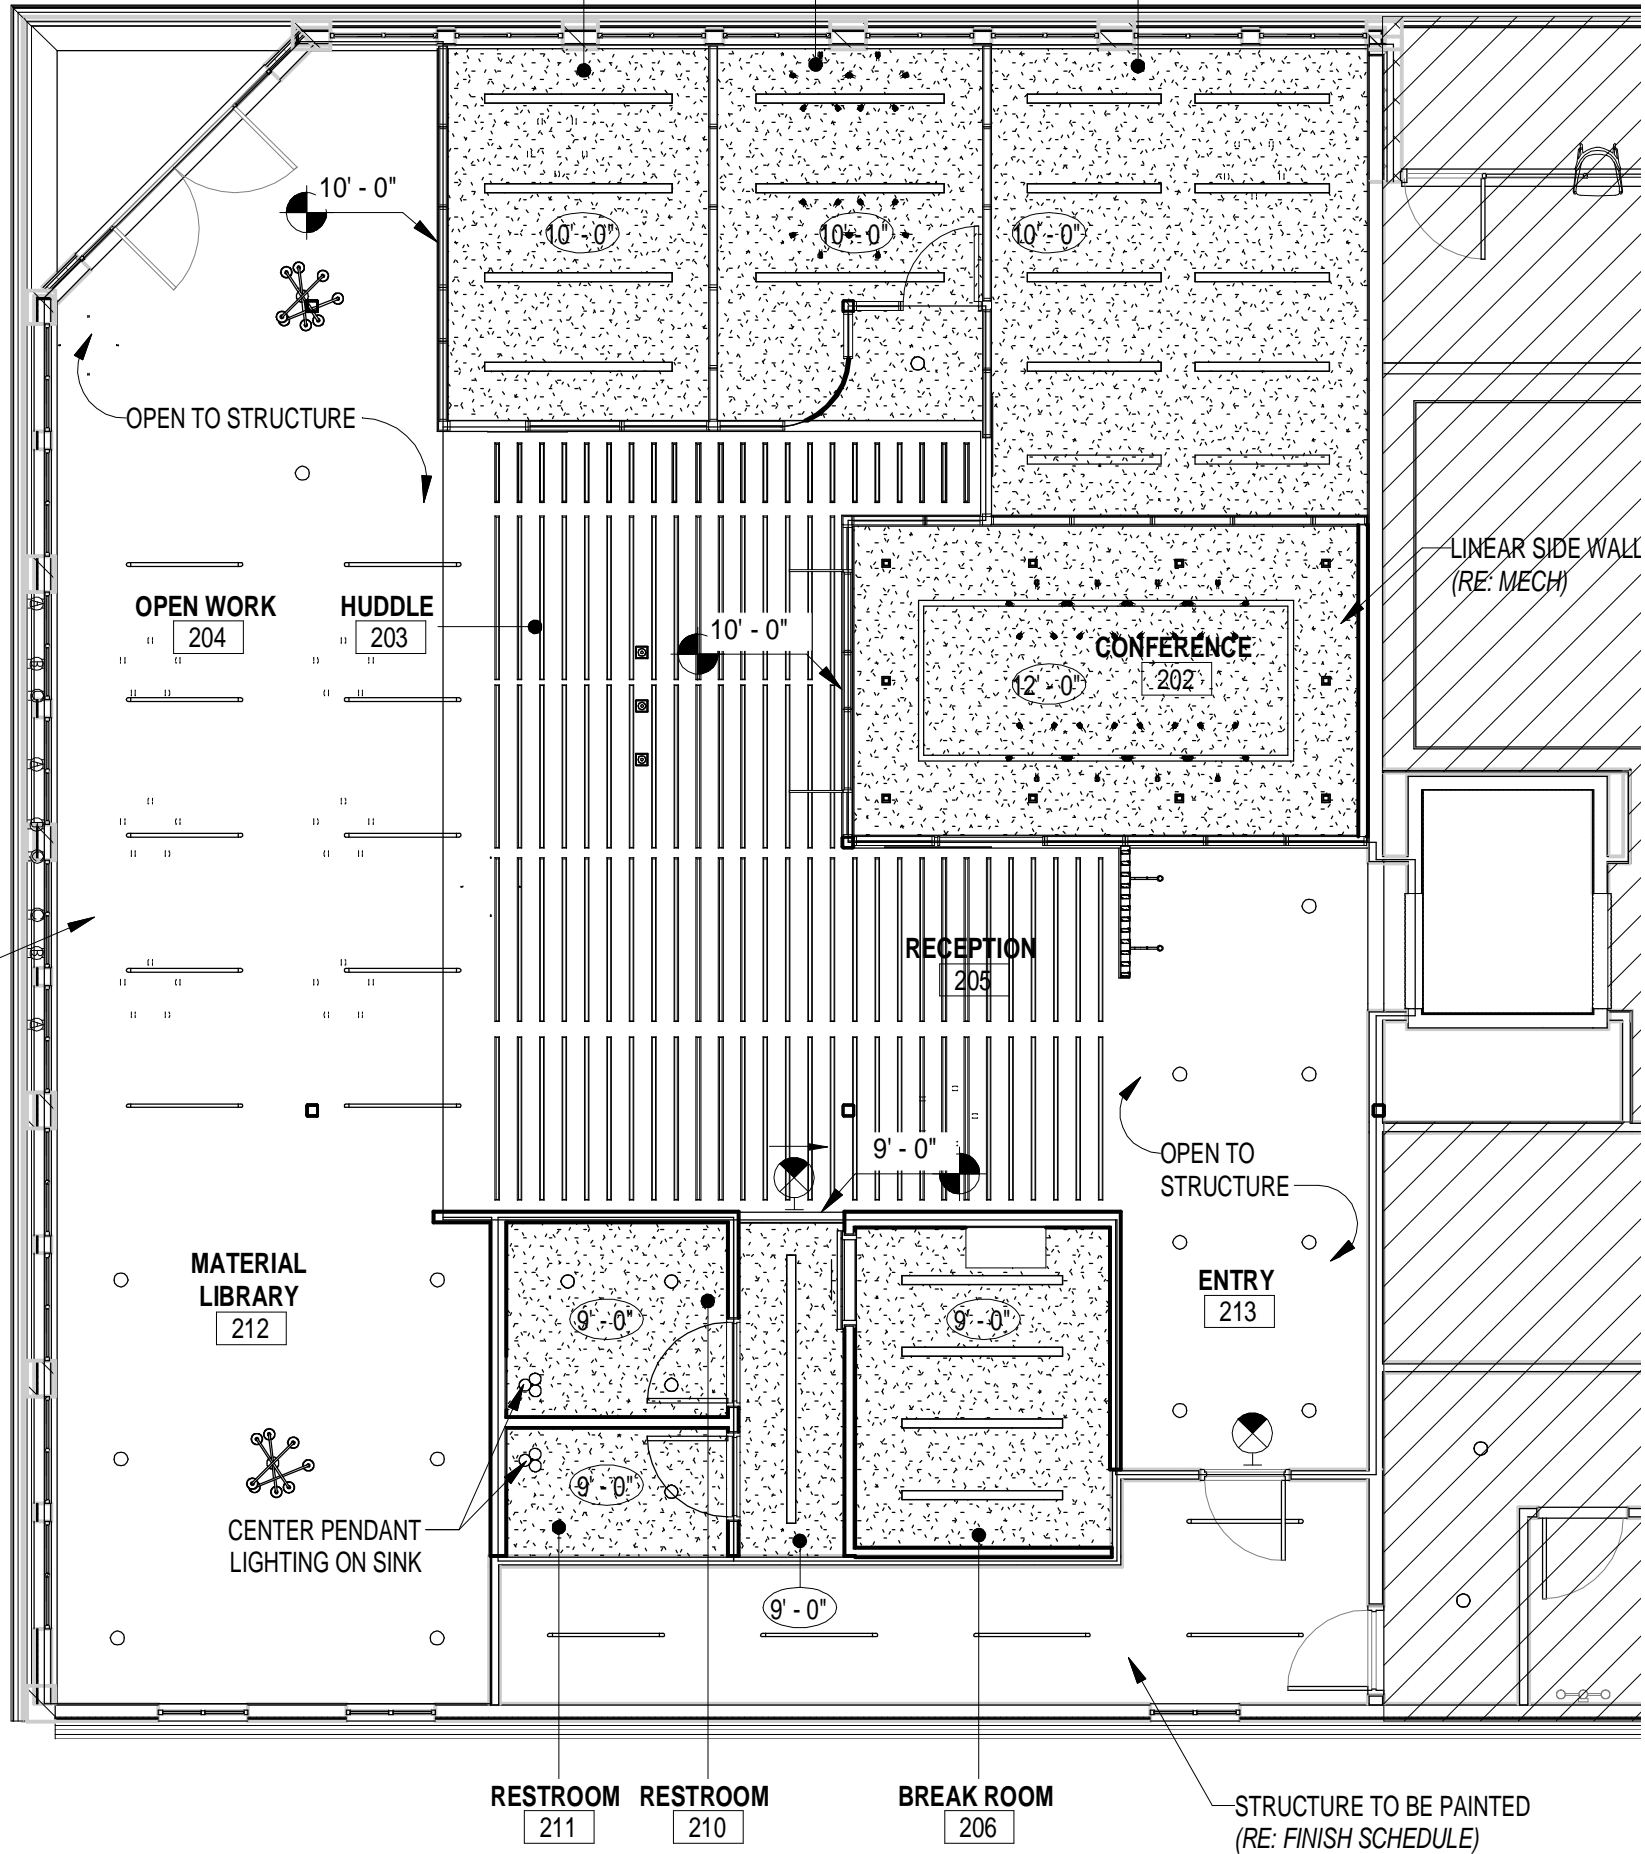 10' - 0"
10' - 0"
10' - 0"
10' - 0"
OPEN TO STRUCTURE
LINEAR SIDE WALL
(RE: MECH)
OPEN WORK
204
HUDDLE
203
10' - 0"
CONFERENCE
202
12' - 0"
RECEPTION
205
9' - 0"
OPEN TO
STRUCTURE
MATERIAL
LIBRARY
212
ENTRY
213
9' - 0"
9' - 0"
9' - 0"
CENTER PENDANT
LIGHTING ON SINK
9' - 0"
RESTROOM
211
RESTROOM
210
BREAK ROOM
206
STRUCTURE TO BE PAINTED
(RE: FINISH SCHEDULE)